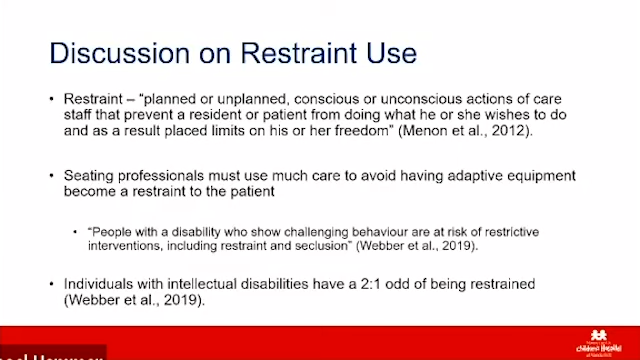 Discussion on Restraint Use
• Restraint – “planned or unplanned, conscious or unconscious actions of care
staff that prevent a resident or patient from doing what he or she wishes to do
and as a result placed limits on his or her freedom” (Menon et al., 2012).
• Seating professionals must use much care to avoid having adaptive equipment
become a restraint to the patient
• “People with a disability who show challenging behaviour are at risk of restrictive
interventions, including restraint and seclusion” (Webber et al., 2019).
• Individuals with intellectual disabilities have a 2:1 odd of being restrained
(Webber et al., 2019).